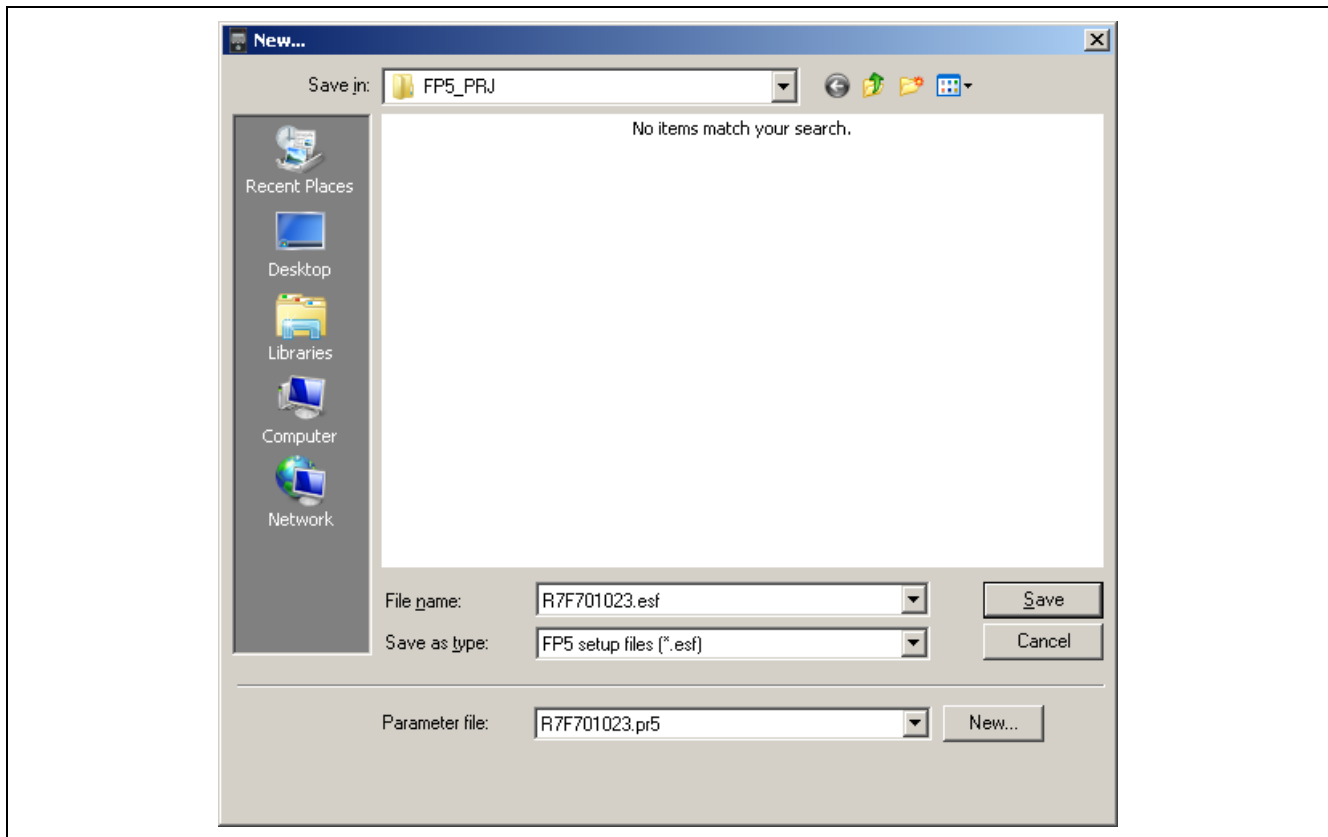 New...
Save in: FP5_PRJ
No items match your search.
Recent Places
Desktop
Libraries
Computer
Network
File name: R7F701023.esf Save
Save as type: FP5 setup files (*.esf) Cancel
Parameter file: R7F701023.pr5 New...